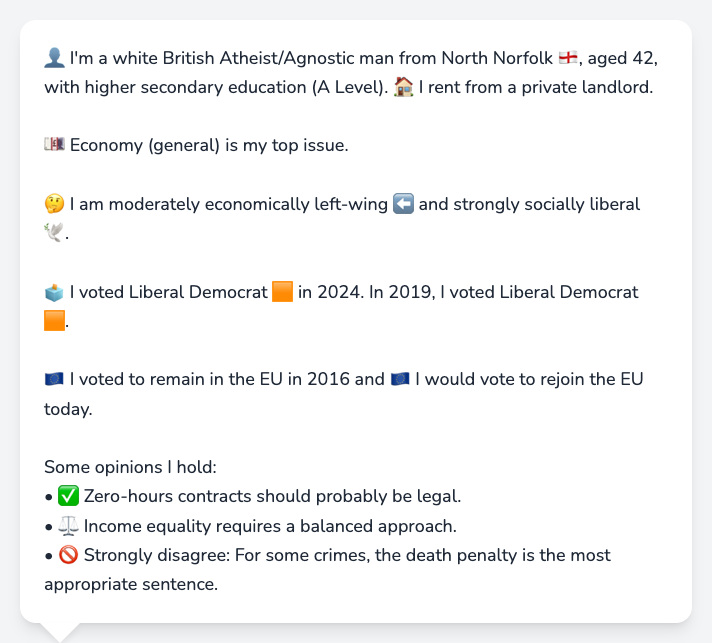 👤 I'm a white British Atheist/Agnostic man from North Norfolk 🏴󠁧󠁢󠁥󠁮󠁧󠁿, aged 42,
with higher secondary education (A Level). 🏠 I rent from a private landlord.
💷 Economy (general) is my top issue.
🤔 I am moderately economically left-wing ⬅️ and strongly socially liberal
🕊️.
🗳️ I voted Liberal Democrat 🟧 in 2024. In 2019, I voted Liberal Democrat
🟧.
🇪🇺 I voted to remain in the EU in 2016 and 🇪🇺 I would vote to rejoin the EU
today.
Some opinions I hold:
• ✅ Zero-hours contracts should probably be legal.
• ⚖️ Income equality requires a balanced approach.
• 🚫 Strongly disagree: For some crimes, the death penalty is the most
appropriate sentence.